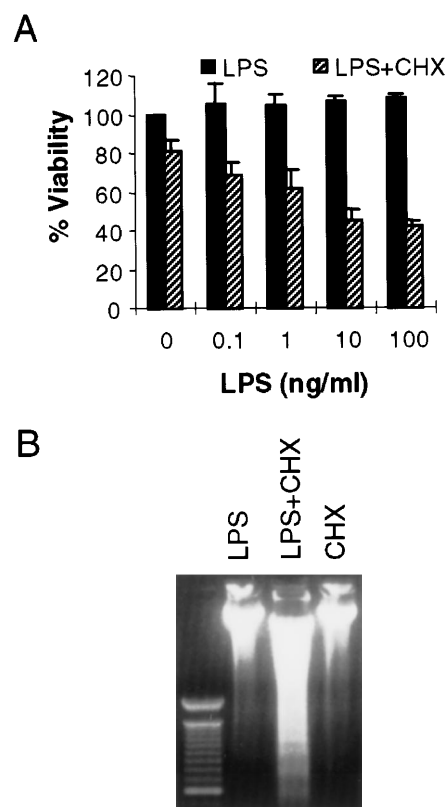 A
LPS LPS+CHX
% Viability
120
100
80
60
40
20
0
0 0.1 1 10 100
LPS (ng/ml)
B
LPS
LPS+CHX
CHX